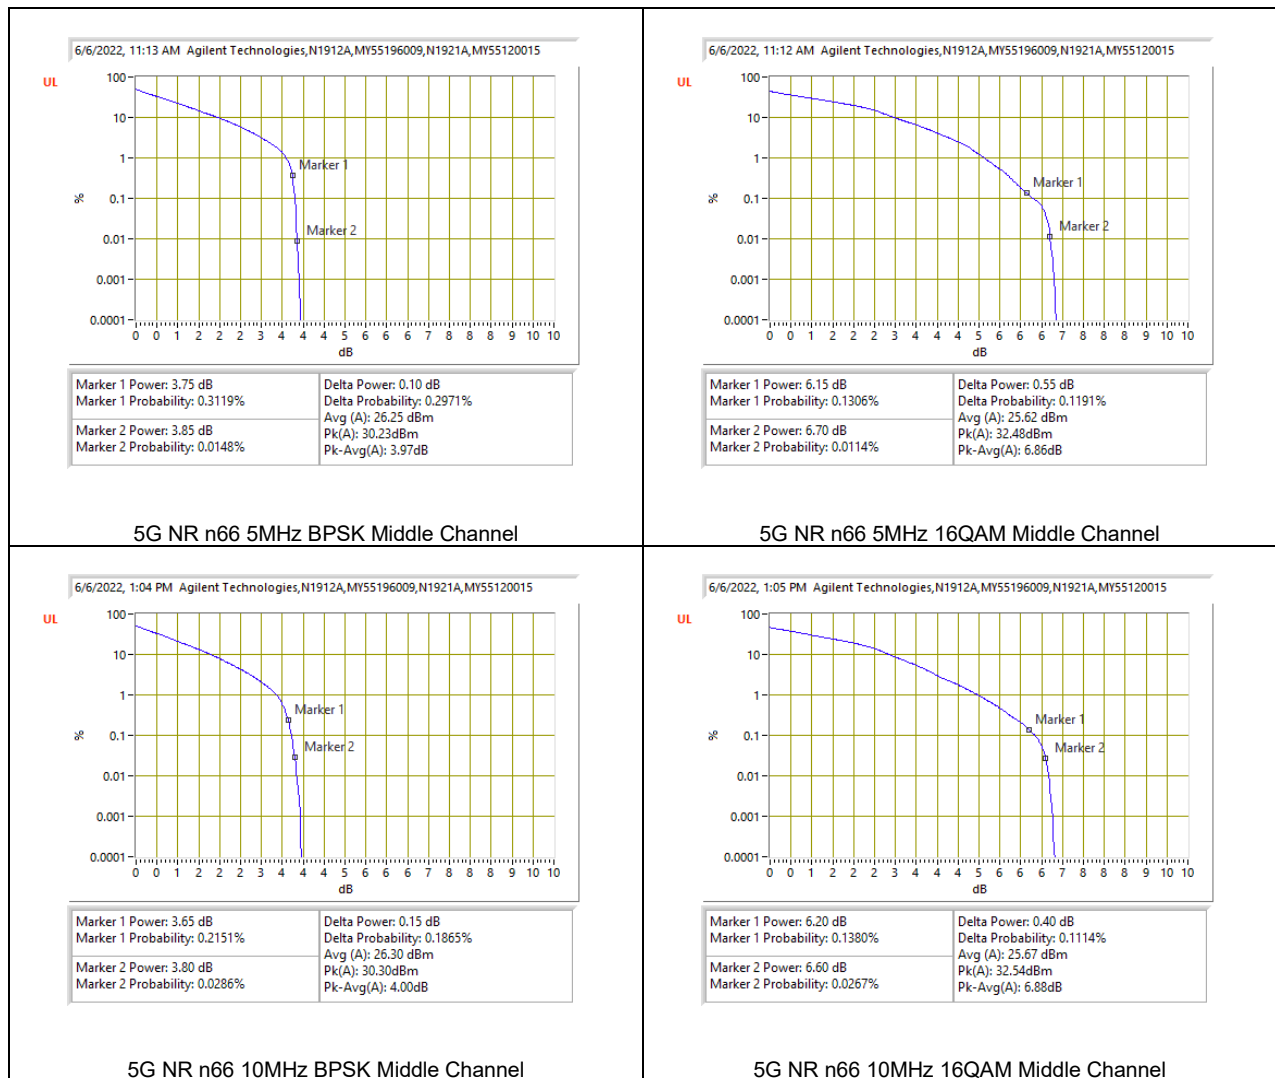 6/6/2022, 11:13 AM Agilent Technologies,N1912A,MY55196009,N1921A,MY55120015
UL
100
10
1
0.1
0.01
0.001
0.0001
%
Marker 1
Marker 2
0 0 1 2 2 2 3 4 4 4 5 6 6 6 7 8 8 8 9 10 10
dB
Marker 1 Power: 3.75 dB
Marker 1 Probability: 0.3119%
Marker 2 Power: 3.85 dB
Marker 2 Probability: 0.0148%
Delta Power: 0.10 dB
Delta Probability: 0.2971%
Avg (A): 26.25 dBm
Pk(A): 30.23dBm
Pk-Avg(A): 3.97dB
5G NR n66 5MHz BPSK Middle Channel
6/6/2022, 11:12 AM Agilent Technologies,N1912A,MY55196009,N1921A,MY55120015
UL
100
10
1
0.1
0.01
0.001
0.0001
%
Marker 1
Marker 2
0 0 1 2 2 2 3 4 4 4 5 6 6 6 7 8 8 8 9 10 10
dB
Marker 1 Power: 6.15 dB
Marker 1 Probability: 0.1306%
Marker 2 Power: 6.70 dB
Marker 2 Probability: 0.0114%
Delta Power: 0.55 dB
Delta Probability: 0.1191%
Avg (A): 25.62 dBm
Pk(A): 32.48dBm
Pk-Avg(A): 6.86dB
5G NR n66 5MHz 16QAM Middle Channel
6/6/2022, 1:04 PM Agilent Technologies,N1912A,MY55196009,N1921A,MY55120015
UL
100
10
1
0.1
0.01
0.001
0.0001
%
Marker 1
Marker 2
0 0 1 2 2 2 3 4 4 4 5 6 6 6 7 8 8 8 9 10 10
dB
Marker 1 Power: 3.65 dB
Marker 1 Probability: 0.2151%
Marker 2 Power: 3.80 dB
Marker 2 Probability: 0.0286%
Delta Power: 0.15 dB
Delta Probability: 0.1865%
Avg (A): 26.30 dBm
Pk(A): 30.30dBm
Pk-Avg(A): 4.00dB
5G NR n66 10MHz BPSK Middle Channel
6/6/2022, 1:05 PM Agilent Technologies,N1912A,MY55196009,N1921A,MY55120015
UL
100
10
1
0.1
0.01
0.001
0.0001
%
Marker 1
Marker 2
0 0 1 2 2 2 3 4 4 4 5 6 6 6 7 8 8 8 9 10 10
dB
Marker 1 Power: 6.20 dB
Marker 1 Probability: 0.1380%
Marker 2 Power: 6.60 dB
Marker 2 Probability: 0.0267%
Delta Power: 0.40 dB
Delta Probability: 0.1114%
Avg (A): 25.67 dBm
Pk(A): 32.54dBm
Pk-Avg(A): 6.88dB
5G NR n66 10MHz 16QAM Middle Channel